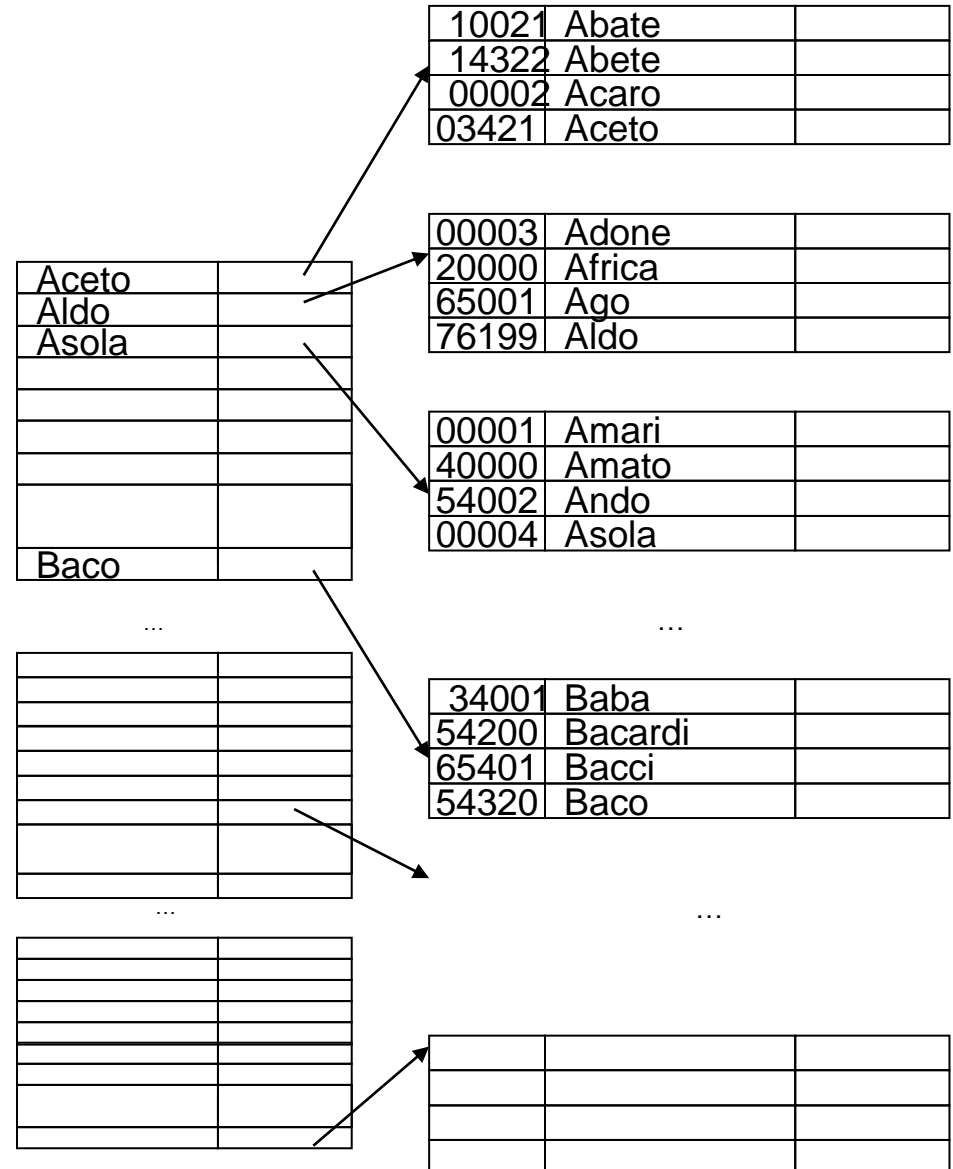 10021 Abate
14322 Abete
00002 Acaro
03421 Aceto
00003 Adone
20000 Africa
65001 Ago
76199 Aldo
Aceto
Aldo
Asola
Baco
...
00001 Amari
40000 Amato
54002 Ando
00004 Asola
...
34001 Baba
54200 Bacardi
65401 Bacci
54320 Baco
...
...